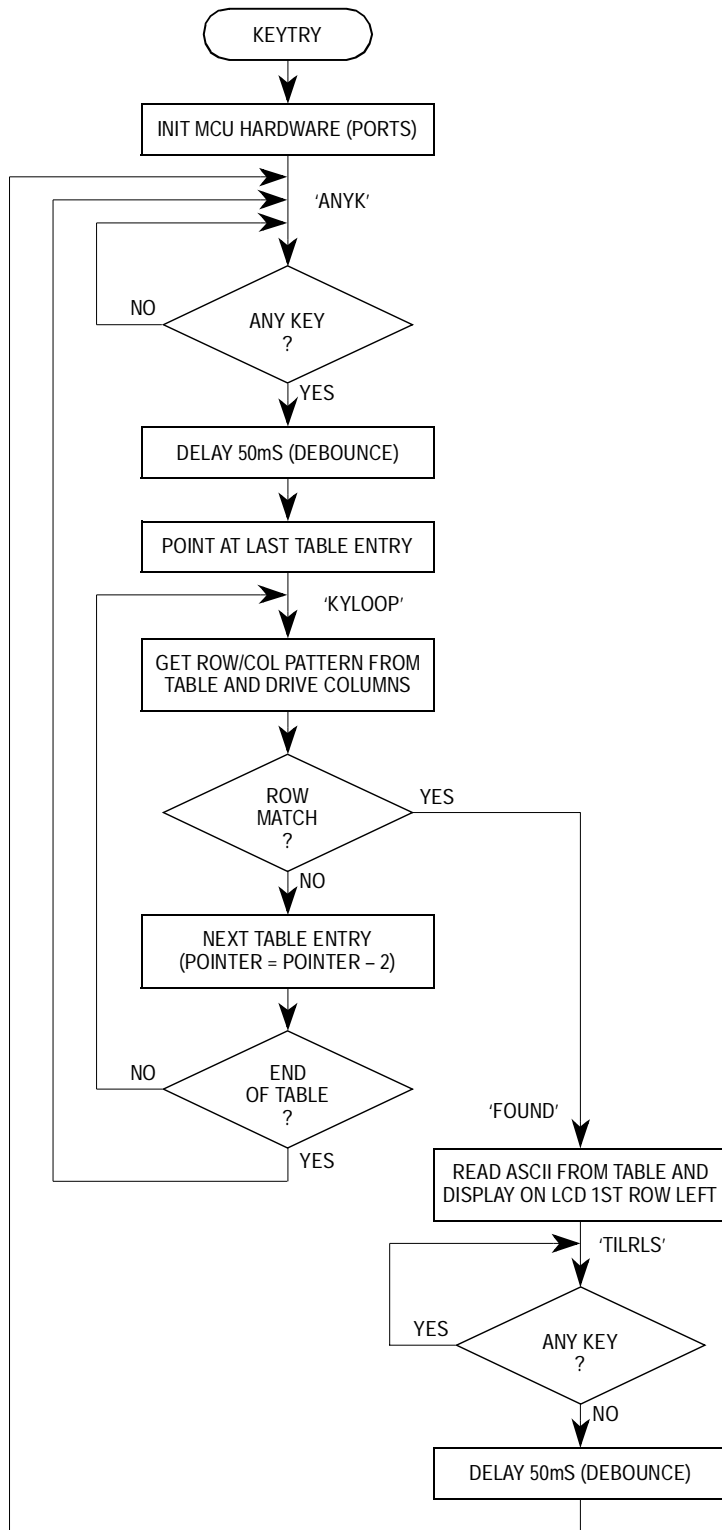 KEYTRY
INIT MCU HARDWARE (PORTS)
‘ANYK’
NO
ANY KEY
?
YES
DELAY 50mS (DEBOUNCE)
POINT AT LAST TABLE ENTRY
‘KYLOOP’
GET ROW/COL PATTERN FROM
TABLE AND DRIVE COLUMNS
ROW
MATCH
?
YES
NO
NEXT TABLE ENTRY
(POINTER = POINTER – 2)
NO
END
OF TABLE
?
YES
‘FOUND’
READ ASCII FROM TABLE AND
DISPLAY ON LCD 1ST ROW LEFT
‘TILRLS’
YES
ANY KEY
?
NO
DELAY 50mS (DEBOUNCE)